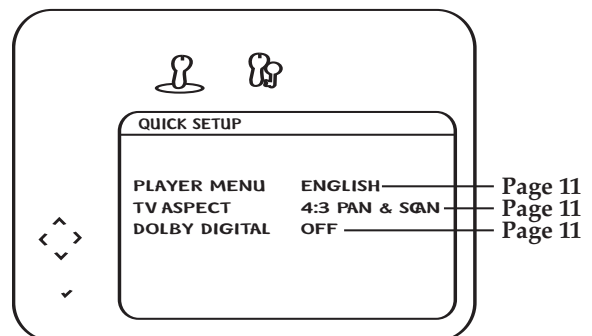 QUICK SETUP
PLAYER MENU ENGLISH Page 11
TV ASPECT 4:3 PAN & SCAN Page 11
DOLBY DIGITAL OFF Page 11